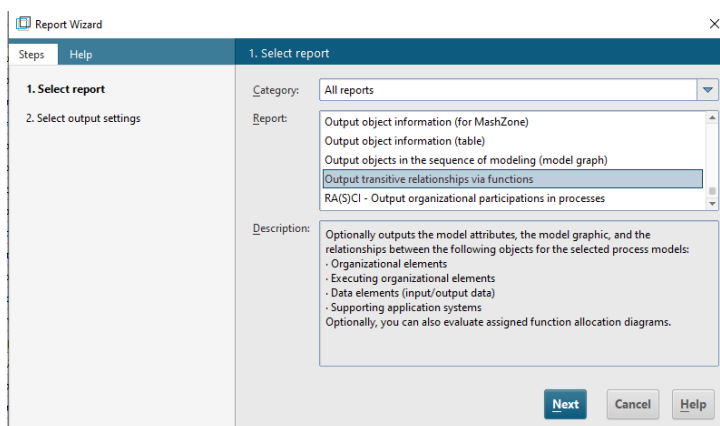 Report Wizard
Steps
Help
1. Select report
2. Select output settings
1. Select report
Category:
All reports
Report:
Output object information (for MashZone)
Output object information (table)
Output objects in the sequence of modeling (model graph)
Output transitive relationships via functions
RA(S)CI - Output organizational participations in processes
Description:
Optionally outputs the model attributes, the model graphic, and the
relationships between the following objects for the selected process models:
· Organizational elements
· Executing organizational elements
· Data elements (input/output data)
· Supporting application systems
Optionally, you can also evaluate assigned function allocation diagrams.
Next
Cancel
Help